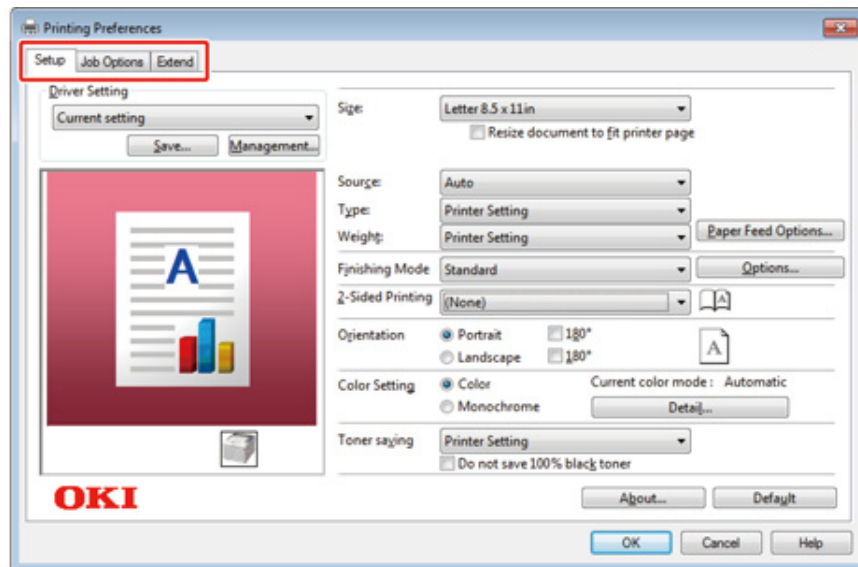 Printing Preferences
Setup Job Options Extend
Driver Setting
Current setting
Save... Management...
A
OKI
Size: Letter 8.5 x 11in
Resize document to fit printer page
Source: Auto
Type: Printer Setting
Weight: Printer Setting Paper Feed Options...
Finishing Mode Standard Options...
2-Sided Printing (None) A
Orientation Portrait 180°
Landscape 180° A
Color Setting Color Current color mode : Automatic
Monochrome Detail...
Toner saving Printer Setting
Do not save 100% black toner
About... Default
OK Cancel Help